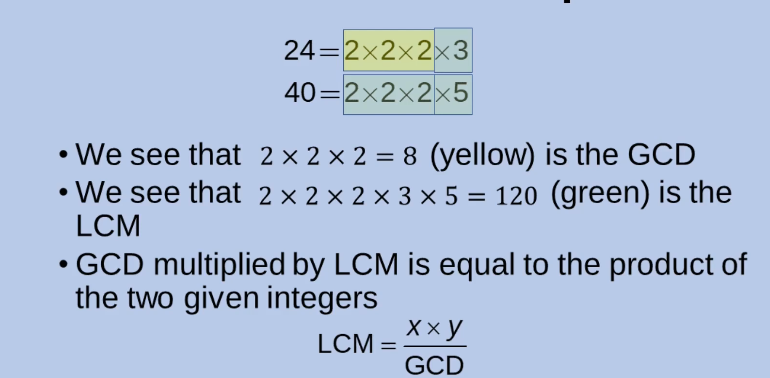 24=2×2×2×3
40=2×2×2×5
• We see that 2 × 2 × 2 = 8 (yellow) is the GCD
• We see that 2 × 2 × 2 × 3 × 5 = 120 (green) is the
LCM
• GCD multiplied by LCM is equal to the product of
the two given integers
x × y
LCM =
GCD